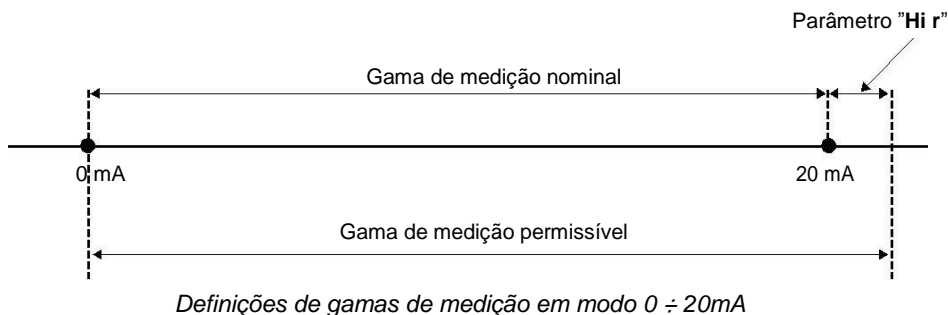 Parâmetro ”Hi r”
Gama de medição nominal
0 mA
20 mA
Gama de medição permissível
Definições de gamas de medição em modo 0 ÷ 20mA